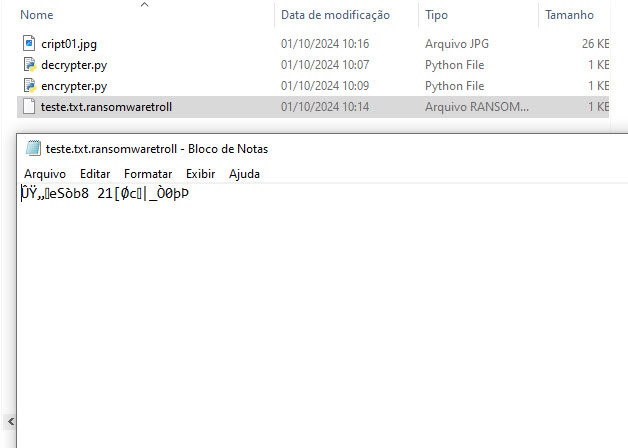 Nome Data de modificação Tipo Tamanho
cript01.jpg 01/10/2024 10:16 Arquivo JPG 26 KB
decrypter.py 01/10/2024 10:07 Python File 1 KB
encrypter.py 01/10/2024 10:09 Python File 1 KB
teste.txt.ransomwaretroll 01/10/2024 10:14 Arquivo RANSOM... 1 KB
teste.txt.ransomwaretroll - Bloco de Notas
Arquivo Editar Formatar Exibir Ajuda
ÛŸ„▯eSòb8 21[Øc▯|_Ò0þÞ